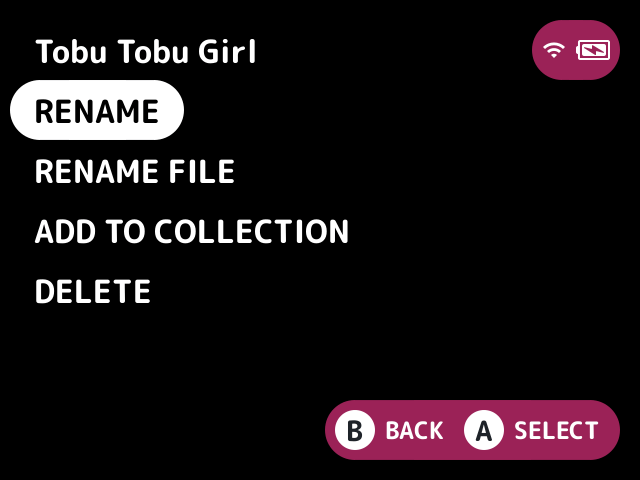 Tobu Tobu Girl
RENAME
RENAME FILE
ADD TO COLLECTION
DELETE
B BACK A SELECT